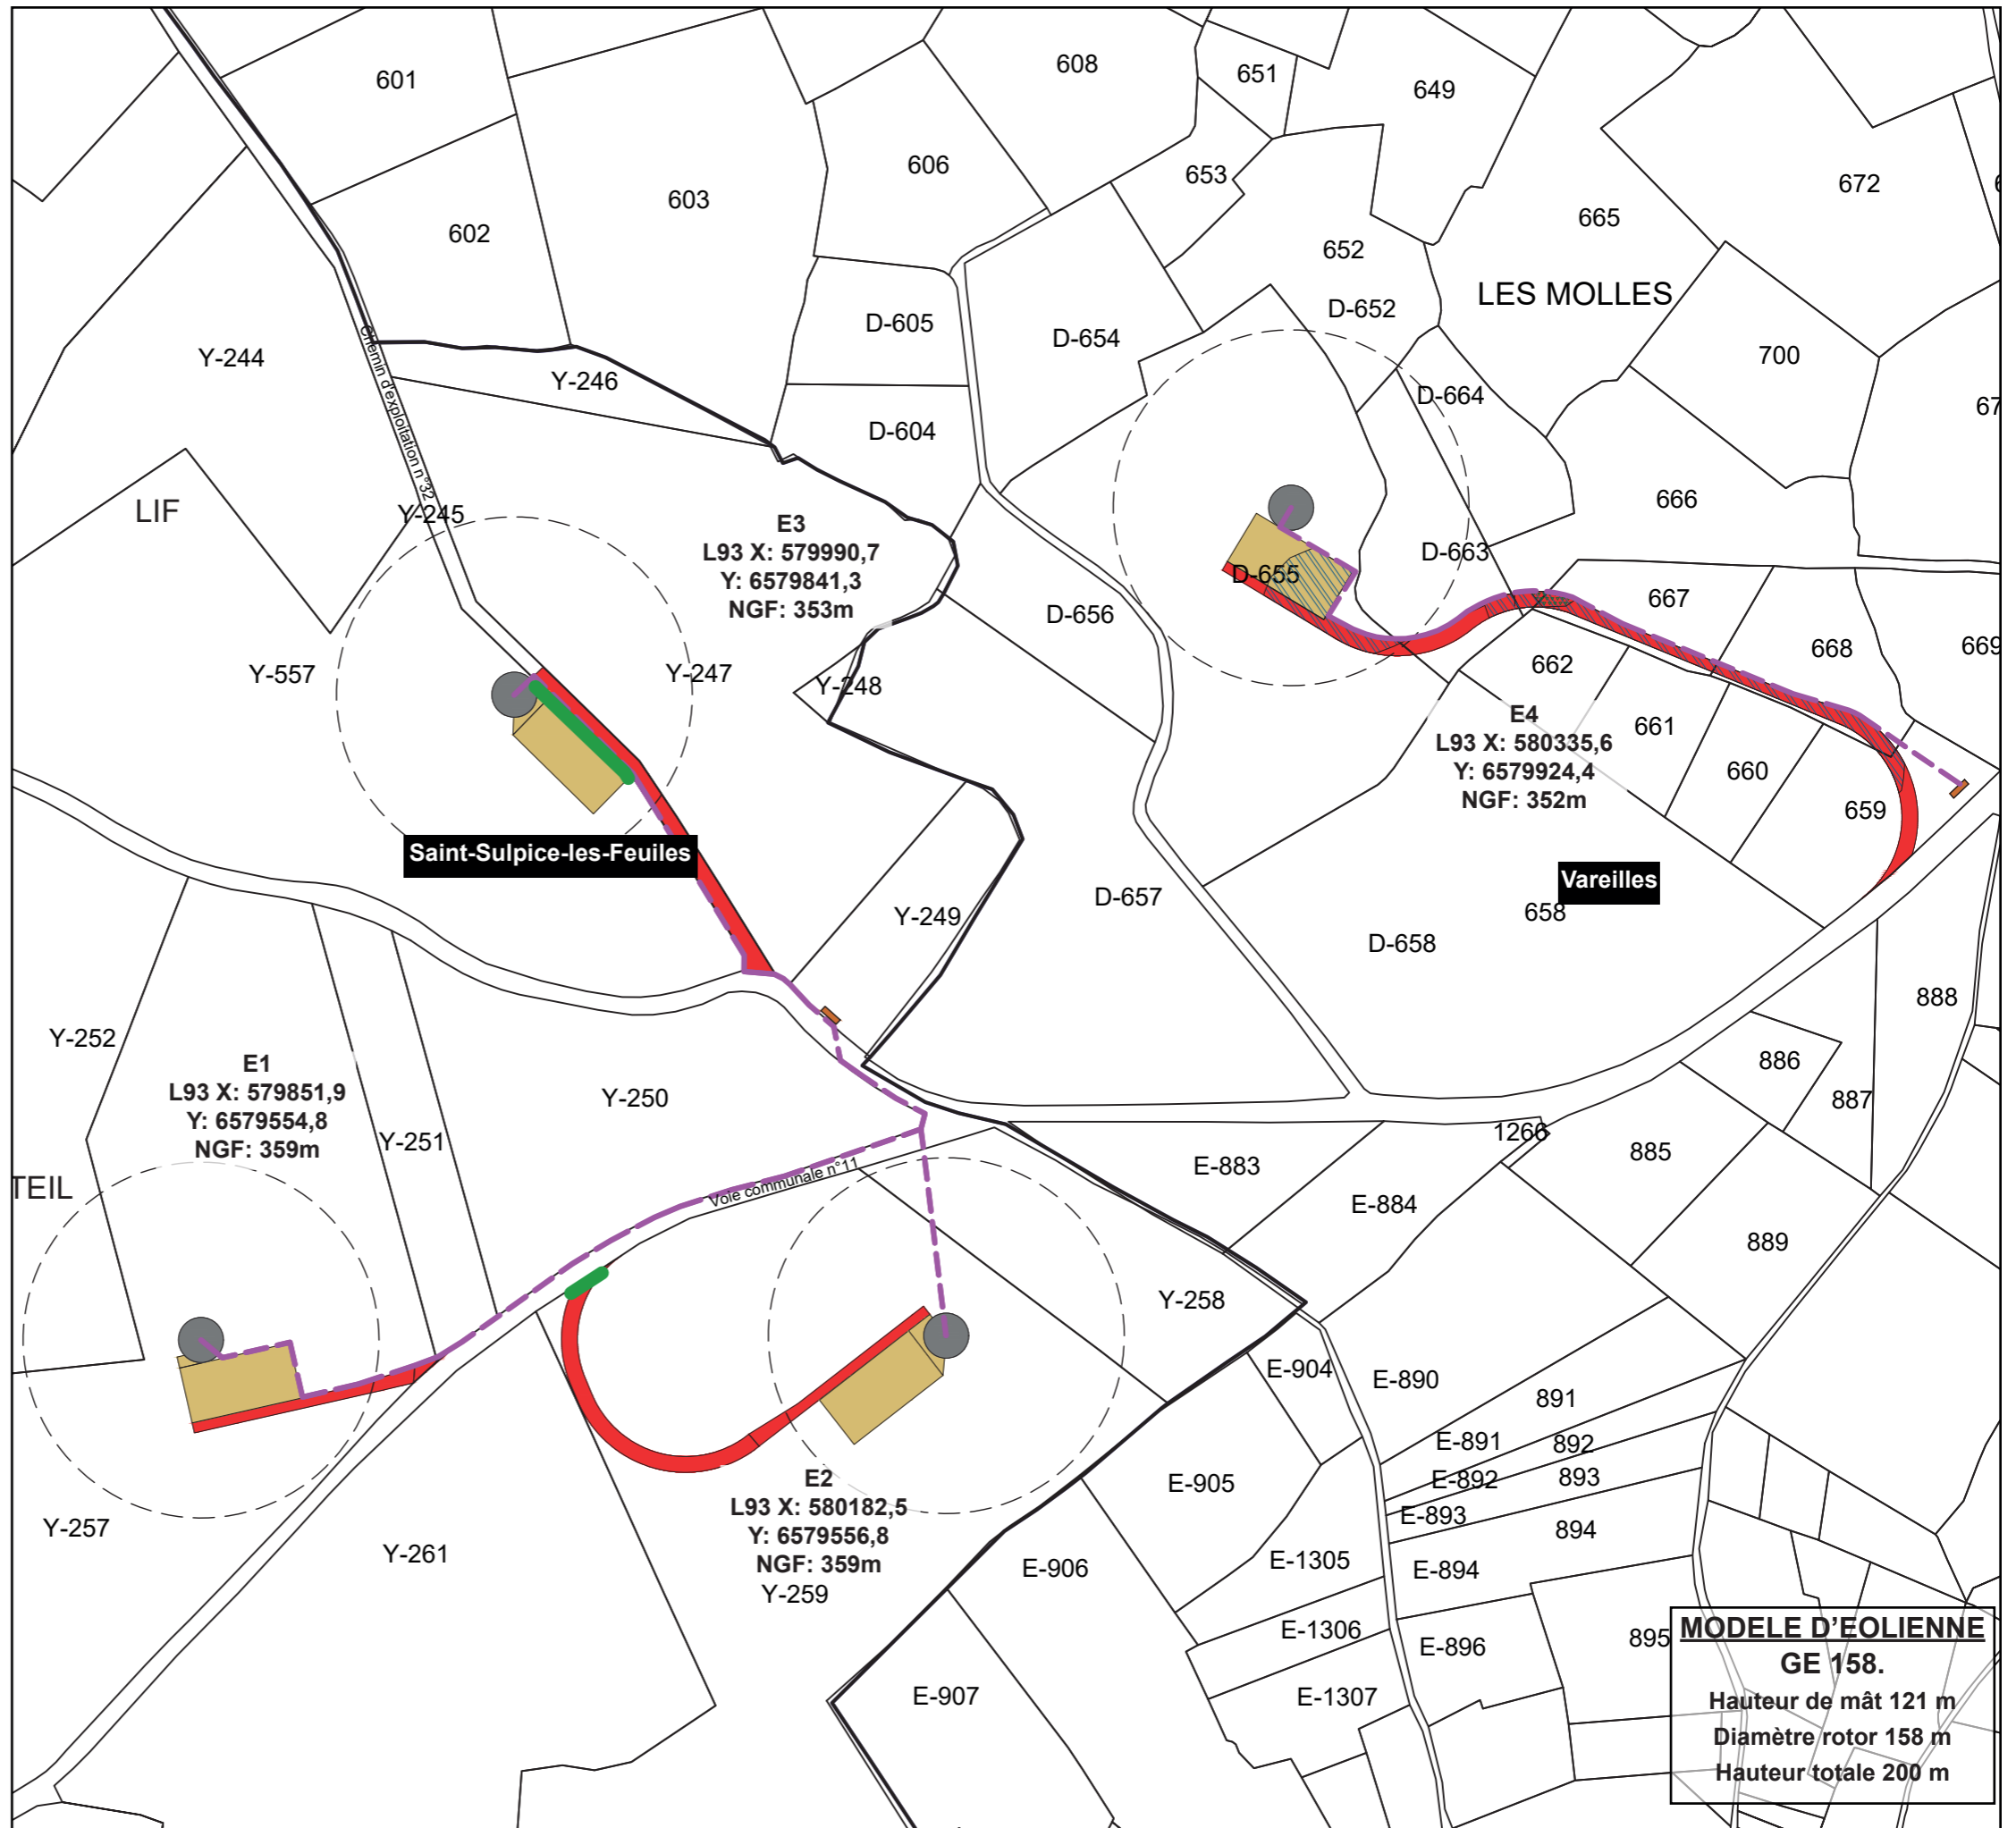 601
608
651
649
606
653
672
603
602
665
652
LES MOLLES
D-605
D-652
Y-244
D-654
700
Y-246
D-664
67
D-604
Chemin d'exploitation n°32
LIF
Y-245
666
E3
L93 X: 579990,7
Y: 6579841,3
NGF: 353m
D-663
D-655
667
D-656
668
669
Y-557
Y-247
662
Y-248
E4
L93 X: 580335,6
Y: 6579924,4
NGF: 352m
661
660
659
Saint-Sulpice-les-Feuiles
Vareilles
D-657
658
Y-249
D-658
888
Y-252
886
E1
L93 X: 579851,9
Y: 6579554,8
NGF: 359m
Y-250
887
Y-251
1266
885
E-883
TEIL
Voie communale n°11
E-884
889
Y-258
E-904
E-890
891
E-891
892
E-892
893
E-893
E2
L93 X: 580182,5
Y: 6579556,8
NGF: 359m
Y-259
E-905
Y-257
894
Y-261
E-1305
E-906
E-894
E-1306
E-896
895
E-907
E-1307
MODELE D'EOLIENNE
GE 158.
Hauteur de mât 121 m
Diamètre rotor 158 m
Hauteur totale 200 m